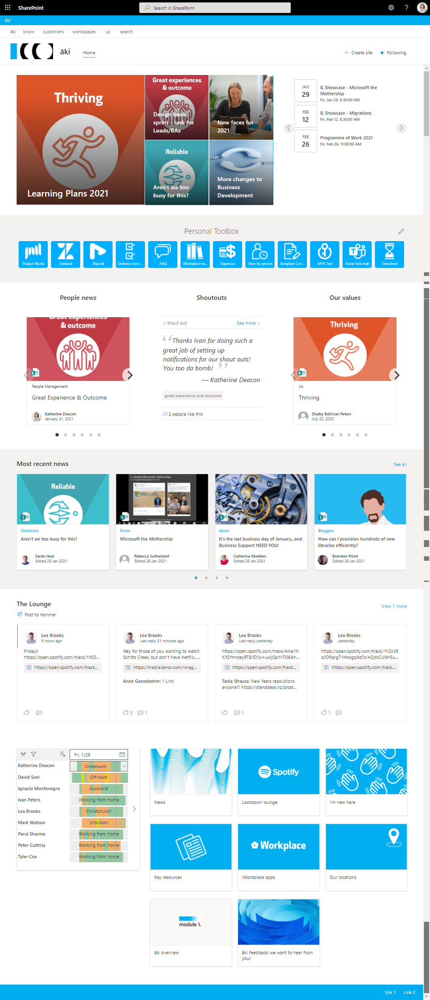 SharePoint
Search in SharePoint
?
āki
āki know customers workspaces us search
āki
Home
+ Create site
Following
Thriving
Learning Plans 2021
Great experiences
& outcome
Design bank
sprint - task for
Leads/BAs
New faces for
2021
Reliable
Aren't we too
busy for this?
More changes to
Business
Development
JAN
29
IL Showcase - Microsoft the
Mothership
Fri, Jan 29, 8:30:00 AM
FEB
12
IL Showcase - Migrations
Fri, Feb 12, 8:30:00 AM
FEB
26
Programme of Work 2021
Fri, Feb 26, 11:00:00 AM
Personal Toolbox
Project Works
Zendesk
iPayroll
Delivery cross...
AAQ
iWorkplace m...
Expenses
Time by person
Template Cen...
MFA Text
Know how hub
Timesheet
People news
Great experiences
& outcome
People Management
Great Experience & Outcome
Katherine Deacon
January 21, 2021
Shoutouts
+ shout out
See more
“Thanks Ivan for doing such a
great job of setting up
notifications for our shout outs!
You too da bomb! ”
— Katherine Deacon
great experience and outcome
2 people like this
Our values
Thriving
Us
Thriving
Shelby Bell;Ivan Peters
July 22, 2020
Most recent news
See all
Reliable
Directions
Aren't we too busy for this?
Sarah Heal
Edited 29 Jan 2021
1. Global Microsoft relationship
Microsoft
Know
Microsoft the Mothership
Rebecca Sutherland
Edited 29 Jan 2021
Know
It's the last business day of January...and
Business Support NEED YOU!
Catherine Madden
Edited 29 Jan 2021
Bloggers
How can I provision hundreds of new
libraries efficiently?
Brendon Pilott
Edited 29 Jan 2021
The Lounge
View 1 more
Post to Yammer
Lea Brooks
6 hours ago
Friday!!
https://open.spotify.com/track/1WD...
https://open.spotify.com/track...
Lea Brooks
Last reply 51 minutes ago
Hey for those of you wanting to watch
Schitts Creek, but don't have Netflix.....
https://media.tenor.com/imag...
Anne Gansebohm: 1 Link
2
1
Lea Brooks
Last reply yesterday
https://open.spotify.com/track/4me1It
Kif2Ymxtey9T8iiO?si=uxJjQxYvTO6Ah...
https://open.spotify.com/track...
Tania Strauss: New Years resolutions
anyone?! https://standdesk.nz/prod...
1
Lea Brooks
yesterday
https://open.spotify.com/track/1h2xVE
oJORqrg71HocgqXd?si=OjblCUWrSu...
https://open.spotify.com/track...
1
Fri, 1/29
Katherine Deacon Christchurch
David Seel Off work
Ignacio Montenegro Auckland
Ivan Peters Working from home
Lea Brooks Christchurch
Mark Watson Unknown
Parul Sharma Working from home
Peter Cuttriss Working from home
Tyler Cox Working from home
News
Spotify
Lockdown lounge
I'm new here
Key resources
Workplace
iWorkplace apps
Our locations
module 1.
āki overview
āki Feedback: we want to hear from
you!
link 1 Link 2